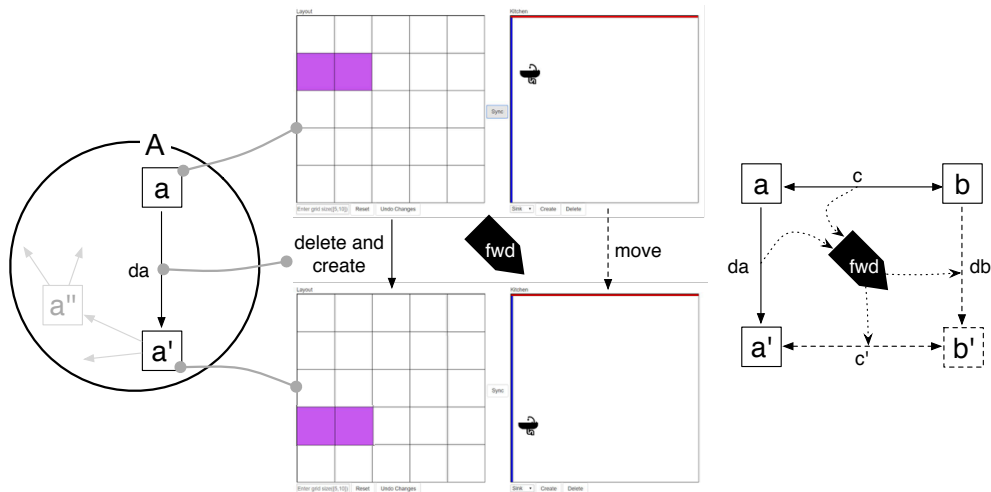 A
a
da
a''
a'
Layout
Kitchen
Sync
Enter grid size([5,10])
Reset
Undo Changes
Sink
Create
Delete
delete and
create
fwd
move
Layout
Kitchen
Sync
Enter grid size([5,10])
Reset
Undo Changes
Sink
Create
Delete
a
c
b
da
fwd
db
a'
c'
b'